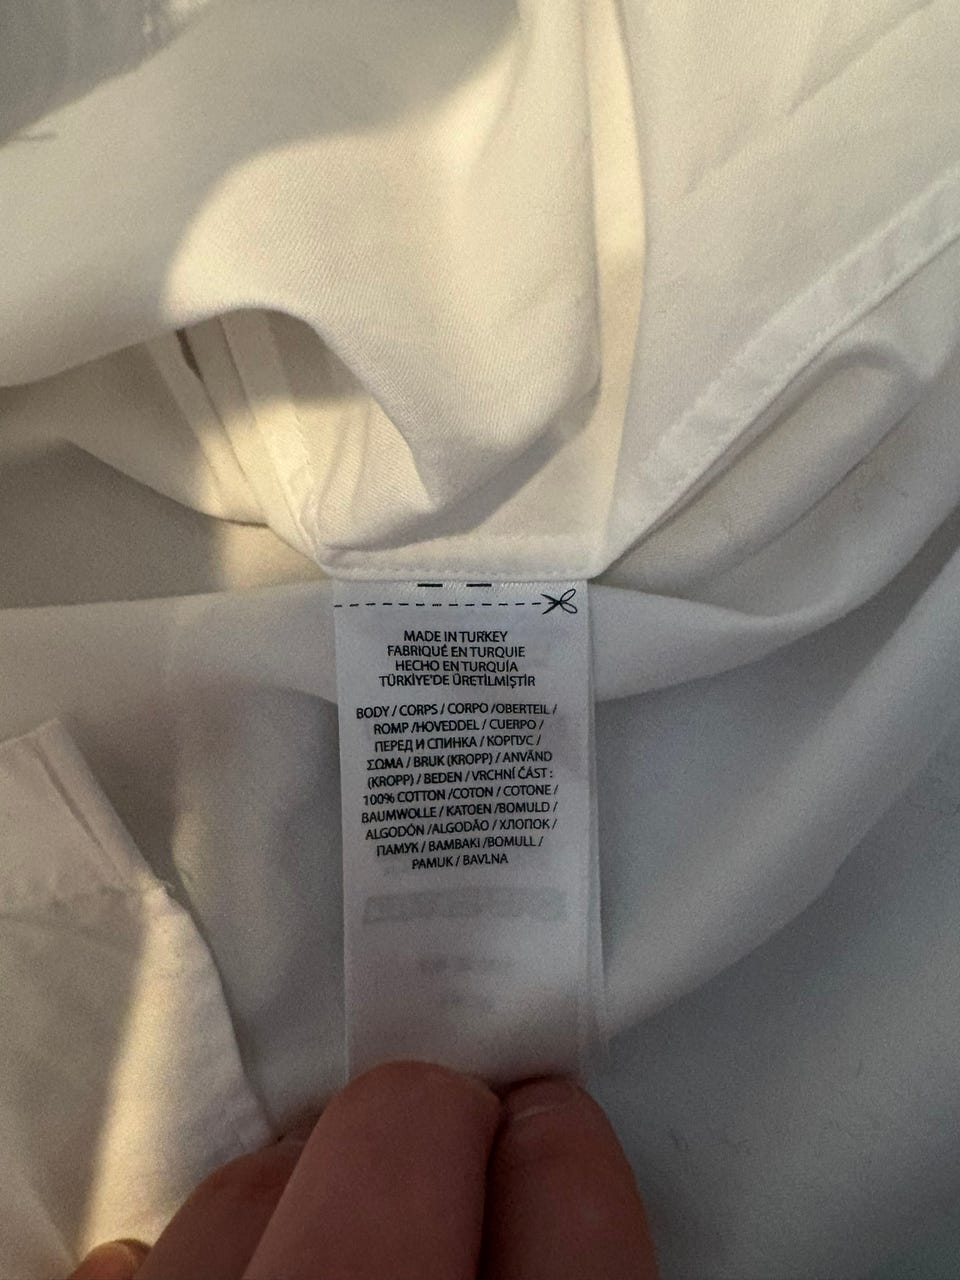 MADE IN TURKEY
FABRIQUÉ EN TURQUIE
HECHO EN TURQUÍA
TÜRKİYE'DE ÜRETİLMİŞTİR
BODY / CORPS / CORPO /OBERTEIL /
ROMP /HOVEDDEL / CUERPO /
ПЕРЕД И СПИНКА / КОРПУС /
ΣΩΜΑ / BRUK (KROPP) / ANVÄND
(KROPP) / BEDEN / VRCHNÍ ČÁST :
100% COTTON /COTON / COTONE /
BAUMWOLLE / KATOEN /BOMULD /
ALGODÓN /ALGODÃO / ХЛОПОК /
ПАМУК / BAMBAKI /BOMULL /
PAMUK / BAVLNA